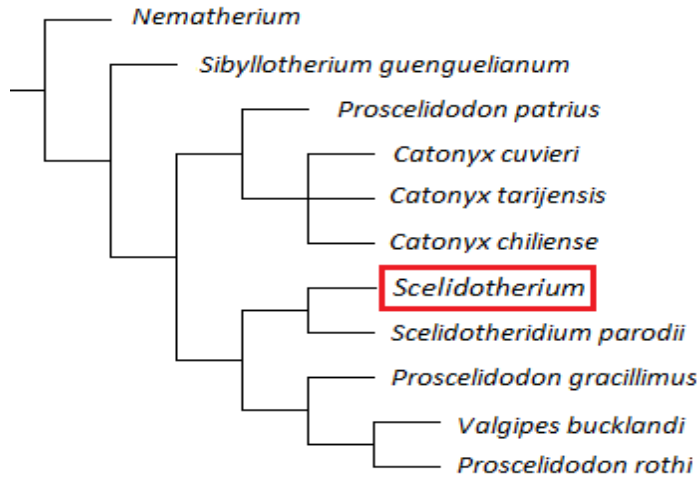 Nematherium
Sibyllotherium guenguelianum
Proscelidodon patrius
Catonyx cuvieri
Catonyx tarijensis
Catonyx chiliense
Scelidotherium
Scelidotheridium parodii
Proscelidodon gracillimus
Valgipes bucklandi
Proscelidodon rothi